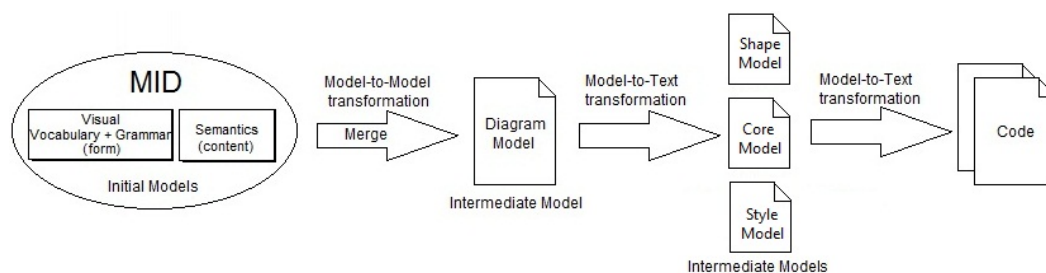 MID
Visual
Vocabulary + Grammar
(form)
Semantics
(content)
Initial Models
Model-to-Model
transformation
Merge
Diagram
Model
Intermediate Model
Model-to-Text
transformation
Shape
Model
Core
Model
Style
Model
Intermediate Models
Model-to-Text
transformation
Code